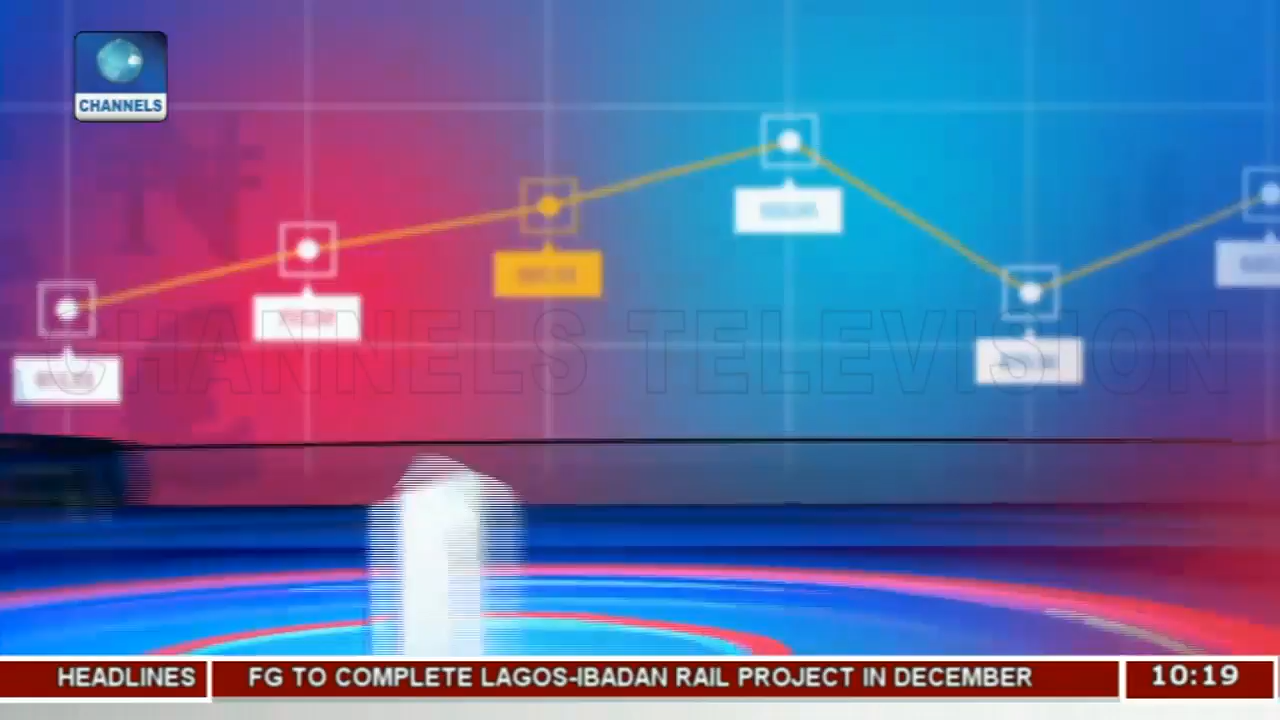 CHANNELS
CHANNELS TELEVISION
HEADLINES
FG TO COMPLETE LAGOS-IBADAN RAIL PROJECT IN DECEMBER
10:19